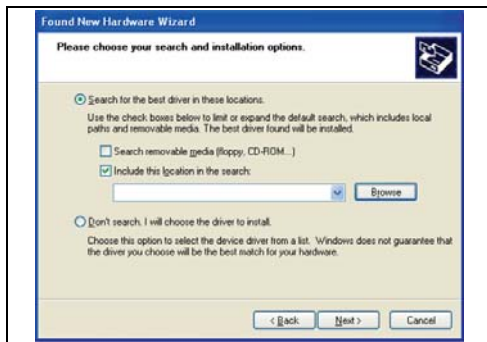 Found New Hardware Wizard
Please choose your search and installation options.
Search for the best driver in these locations.
Use the check boxes below to limit or expand the default search, which includes local
paths and removable media. The best driver found will be installed.
Search removable media (floppy, CD-ROM...)
Include this location in the search:
Browse
Don't search. I will choose the driver to install.
Choose this option to select the device driver from a list. Windows does not guarantee that
the driver you choose will be the best match for your hardware.
< Back Next > Cancel